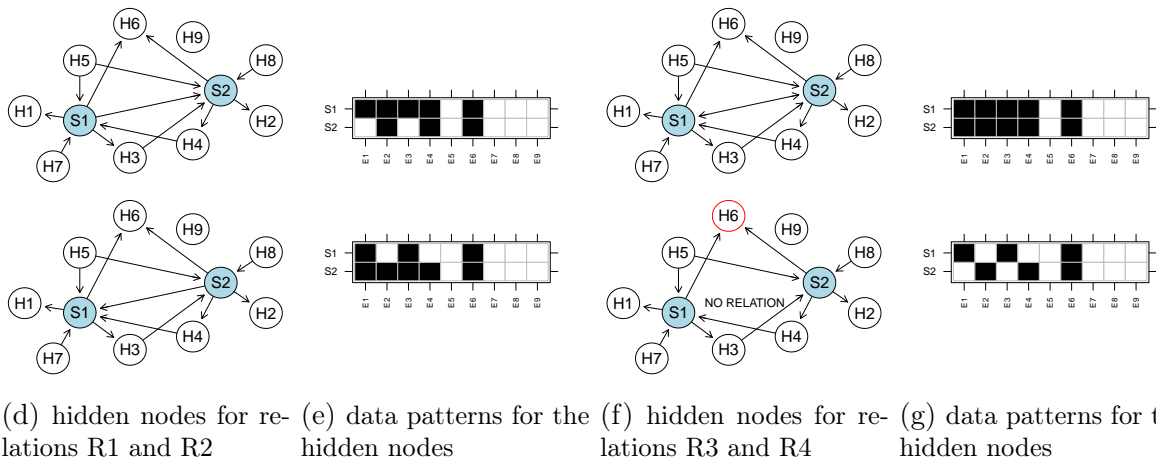 H6
H9
H5
H8
S2
H1
S1
H2
H3
H4
H7
S1
S2
E1
E2
E3
E4
E5
E6
E7
E8
E9
H6
H9
H5
H8
S2
H1
S1
H2
H3
H4
H7
S1
S2
E1
E2
E3
E4
E5
E6
E7
E8
E9
H6
H9
H5
H8
S2
H1
S1
H2
H3
H4
H7
S1
S2
E1
E2
E3
E4
E5
E6
E7
E8
E9
H6
H9
H5
H8
S2
H1
NO RELATION
S1
H2
H3
H4
H7
S1
S2
E1
E2
E3
E4
E5
E6
E7
E8
E9
(d) hidden nodes for re-
lations R1 and R2
(e) data patterns for the
hidden nodes
(f) hidden nodes for re-
lations R3 and R4
(g) data patterns for t
hidden nodes